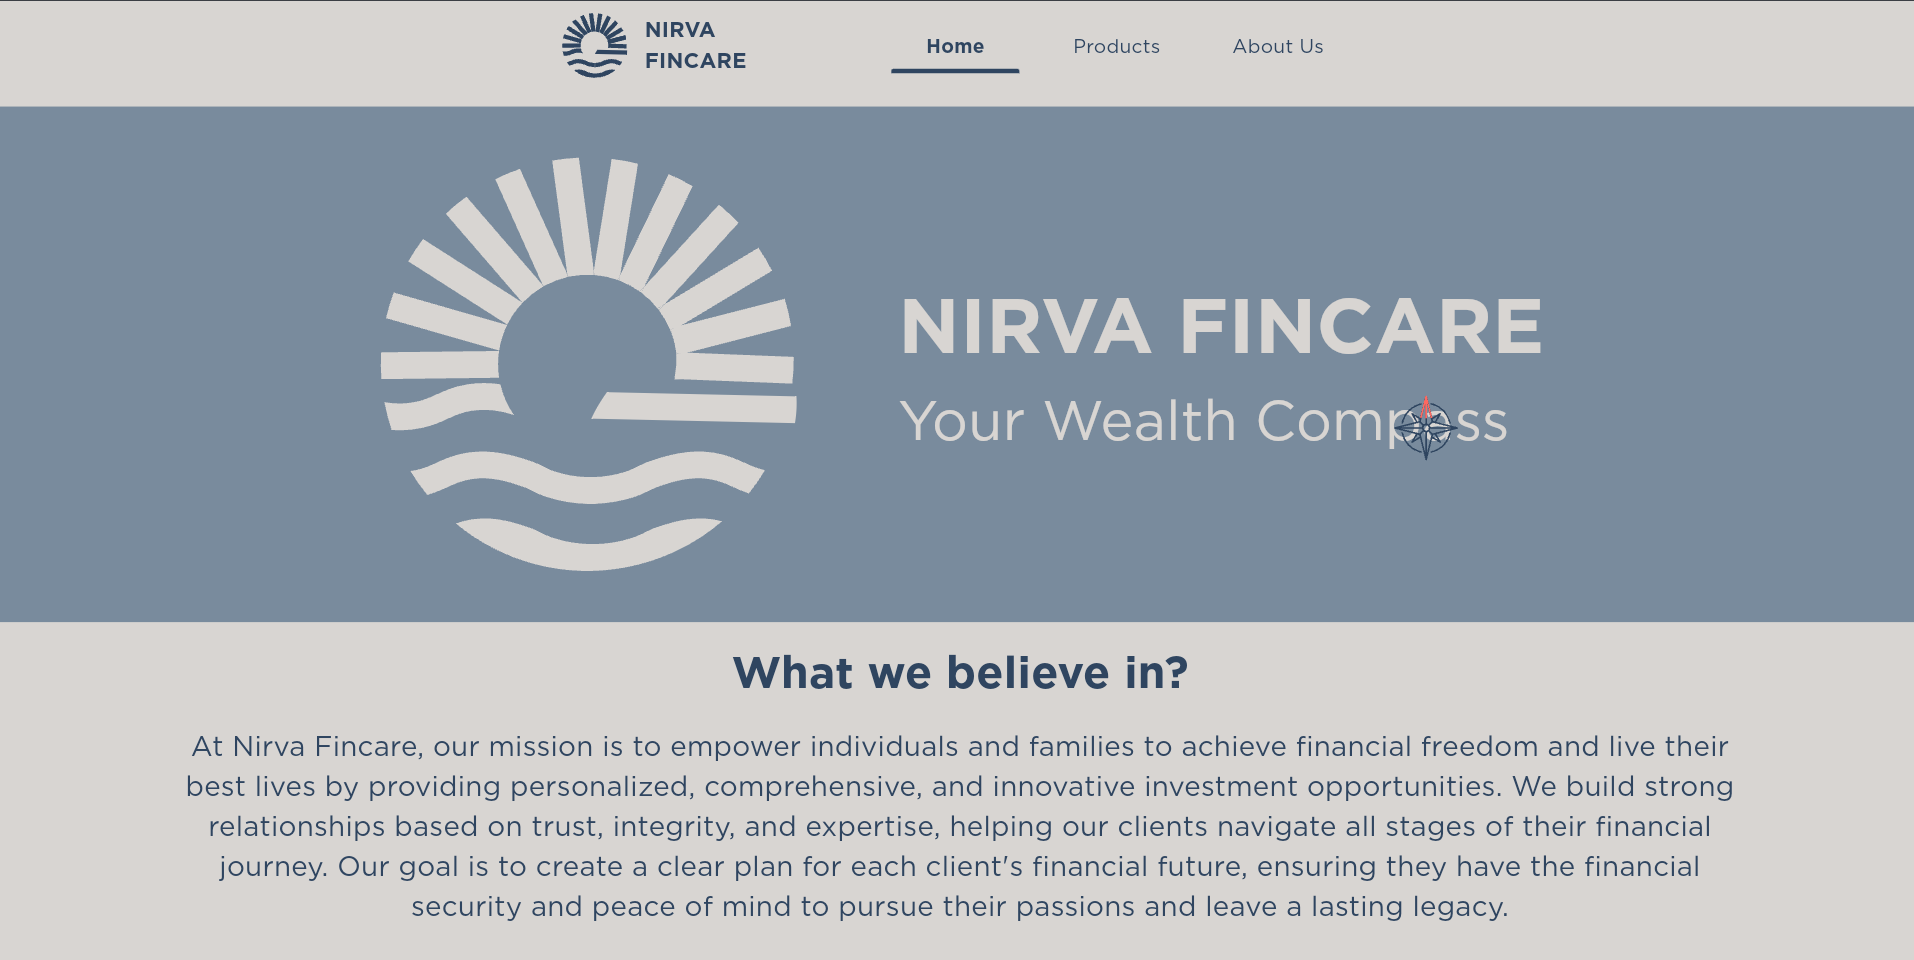 NIRVA
FINCARE
Home
Products
About Us
NIRVA FINCARE
Your Wealth Compass
What we believe in?
At Nirva Fincare, our mission is to empower individuals and families to achieve financial freedom and live their
best lives by providing personalized, comprehensive, and innovative investment opportunities. We build strong
relationships based on trust, integrity, and expertise, helping our clients navigate all stages of their financial
journey. Our goal is to create a clear plan for each client's financial future, ensuring they have the financial
security and peace of mind to pursue their passions and leave a lasting legacy.